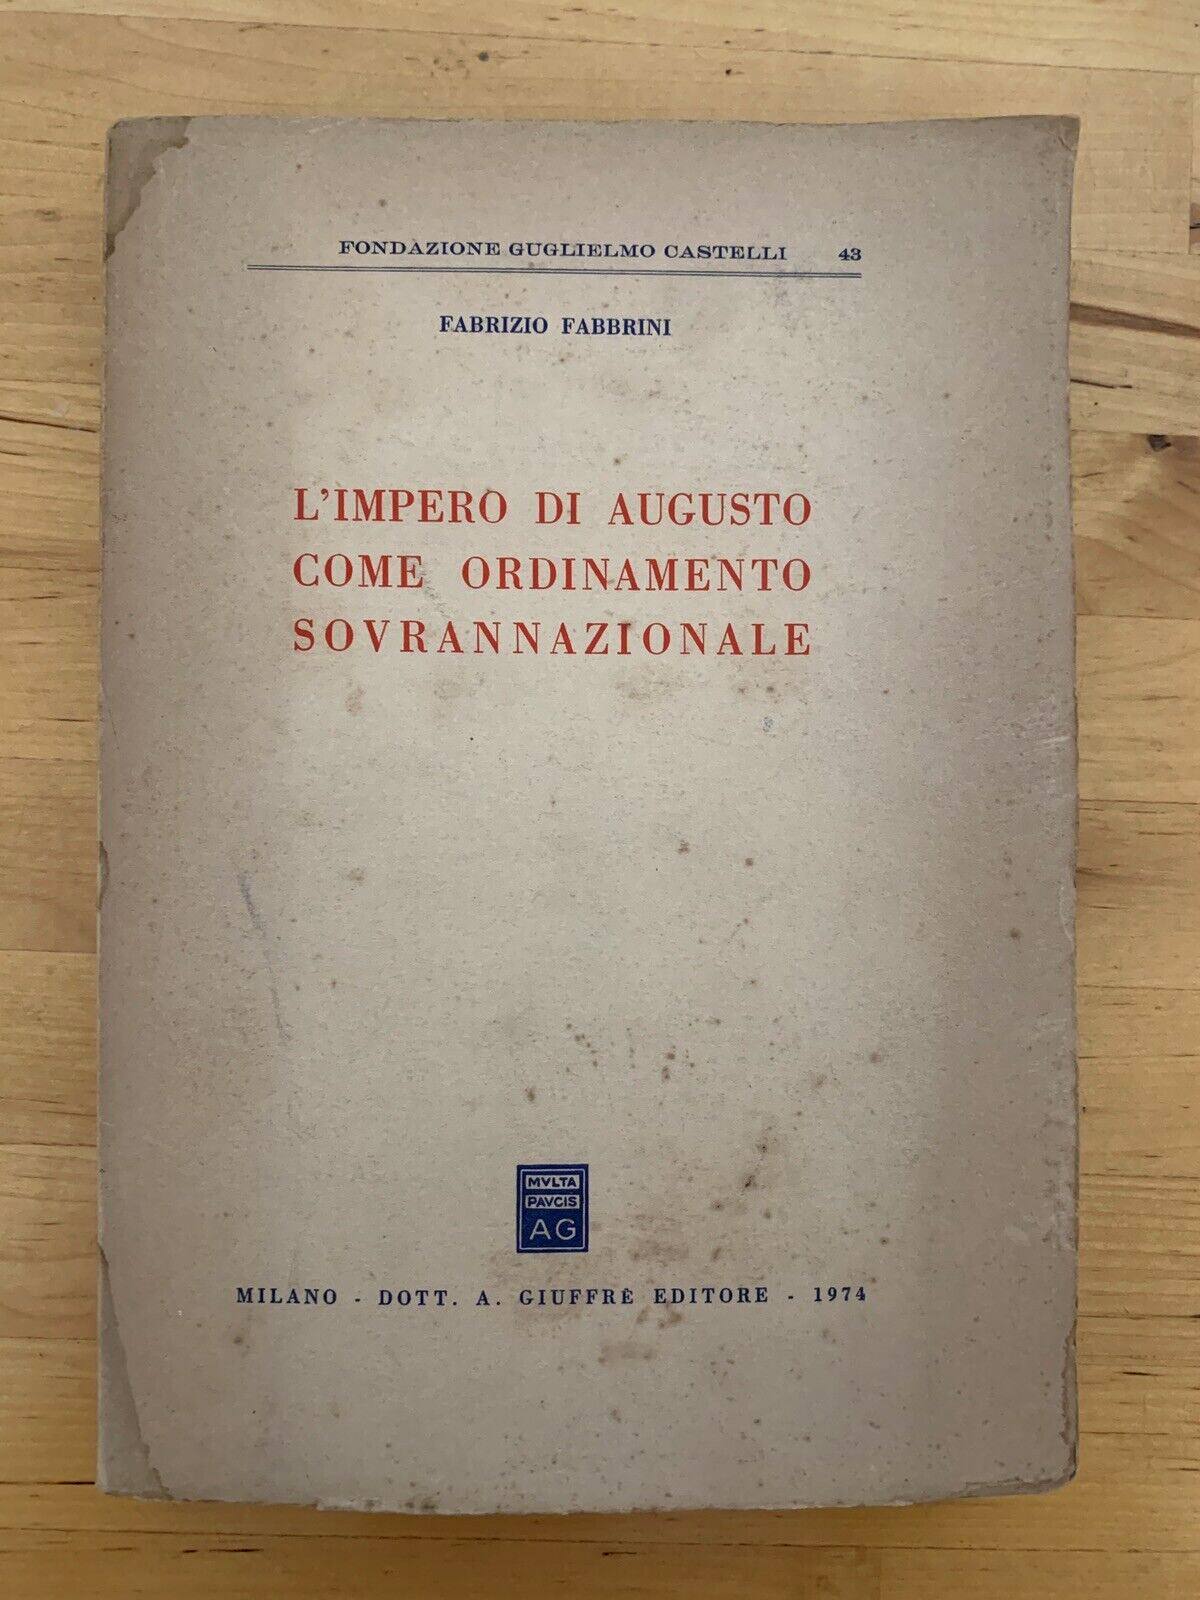 FONDAZIONE GUGLIELMO CASTELLI 43
FABRIZIO FABBRINI
L'IMPERO DI AUGUSTO
COME ORDINAMENTO
SOVRANNAZIONALE
MVLTA
PAVCIS
AG
MILANO - DOTT. A. GIUFFRÈ EDITORE - 1974